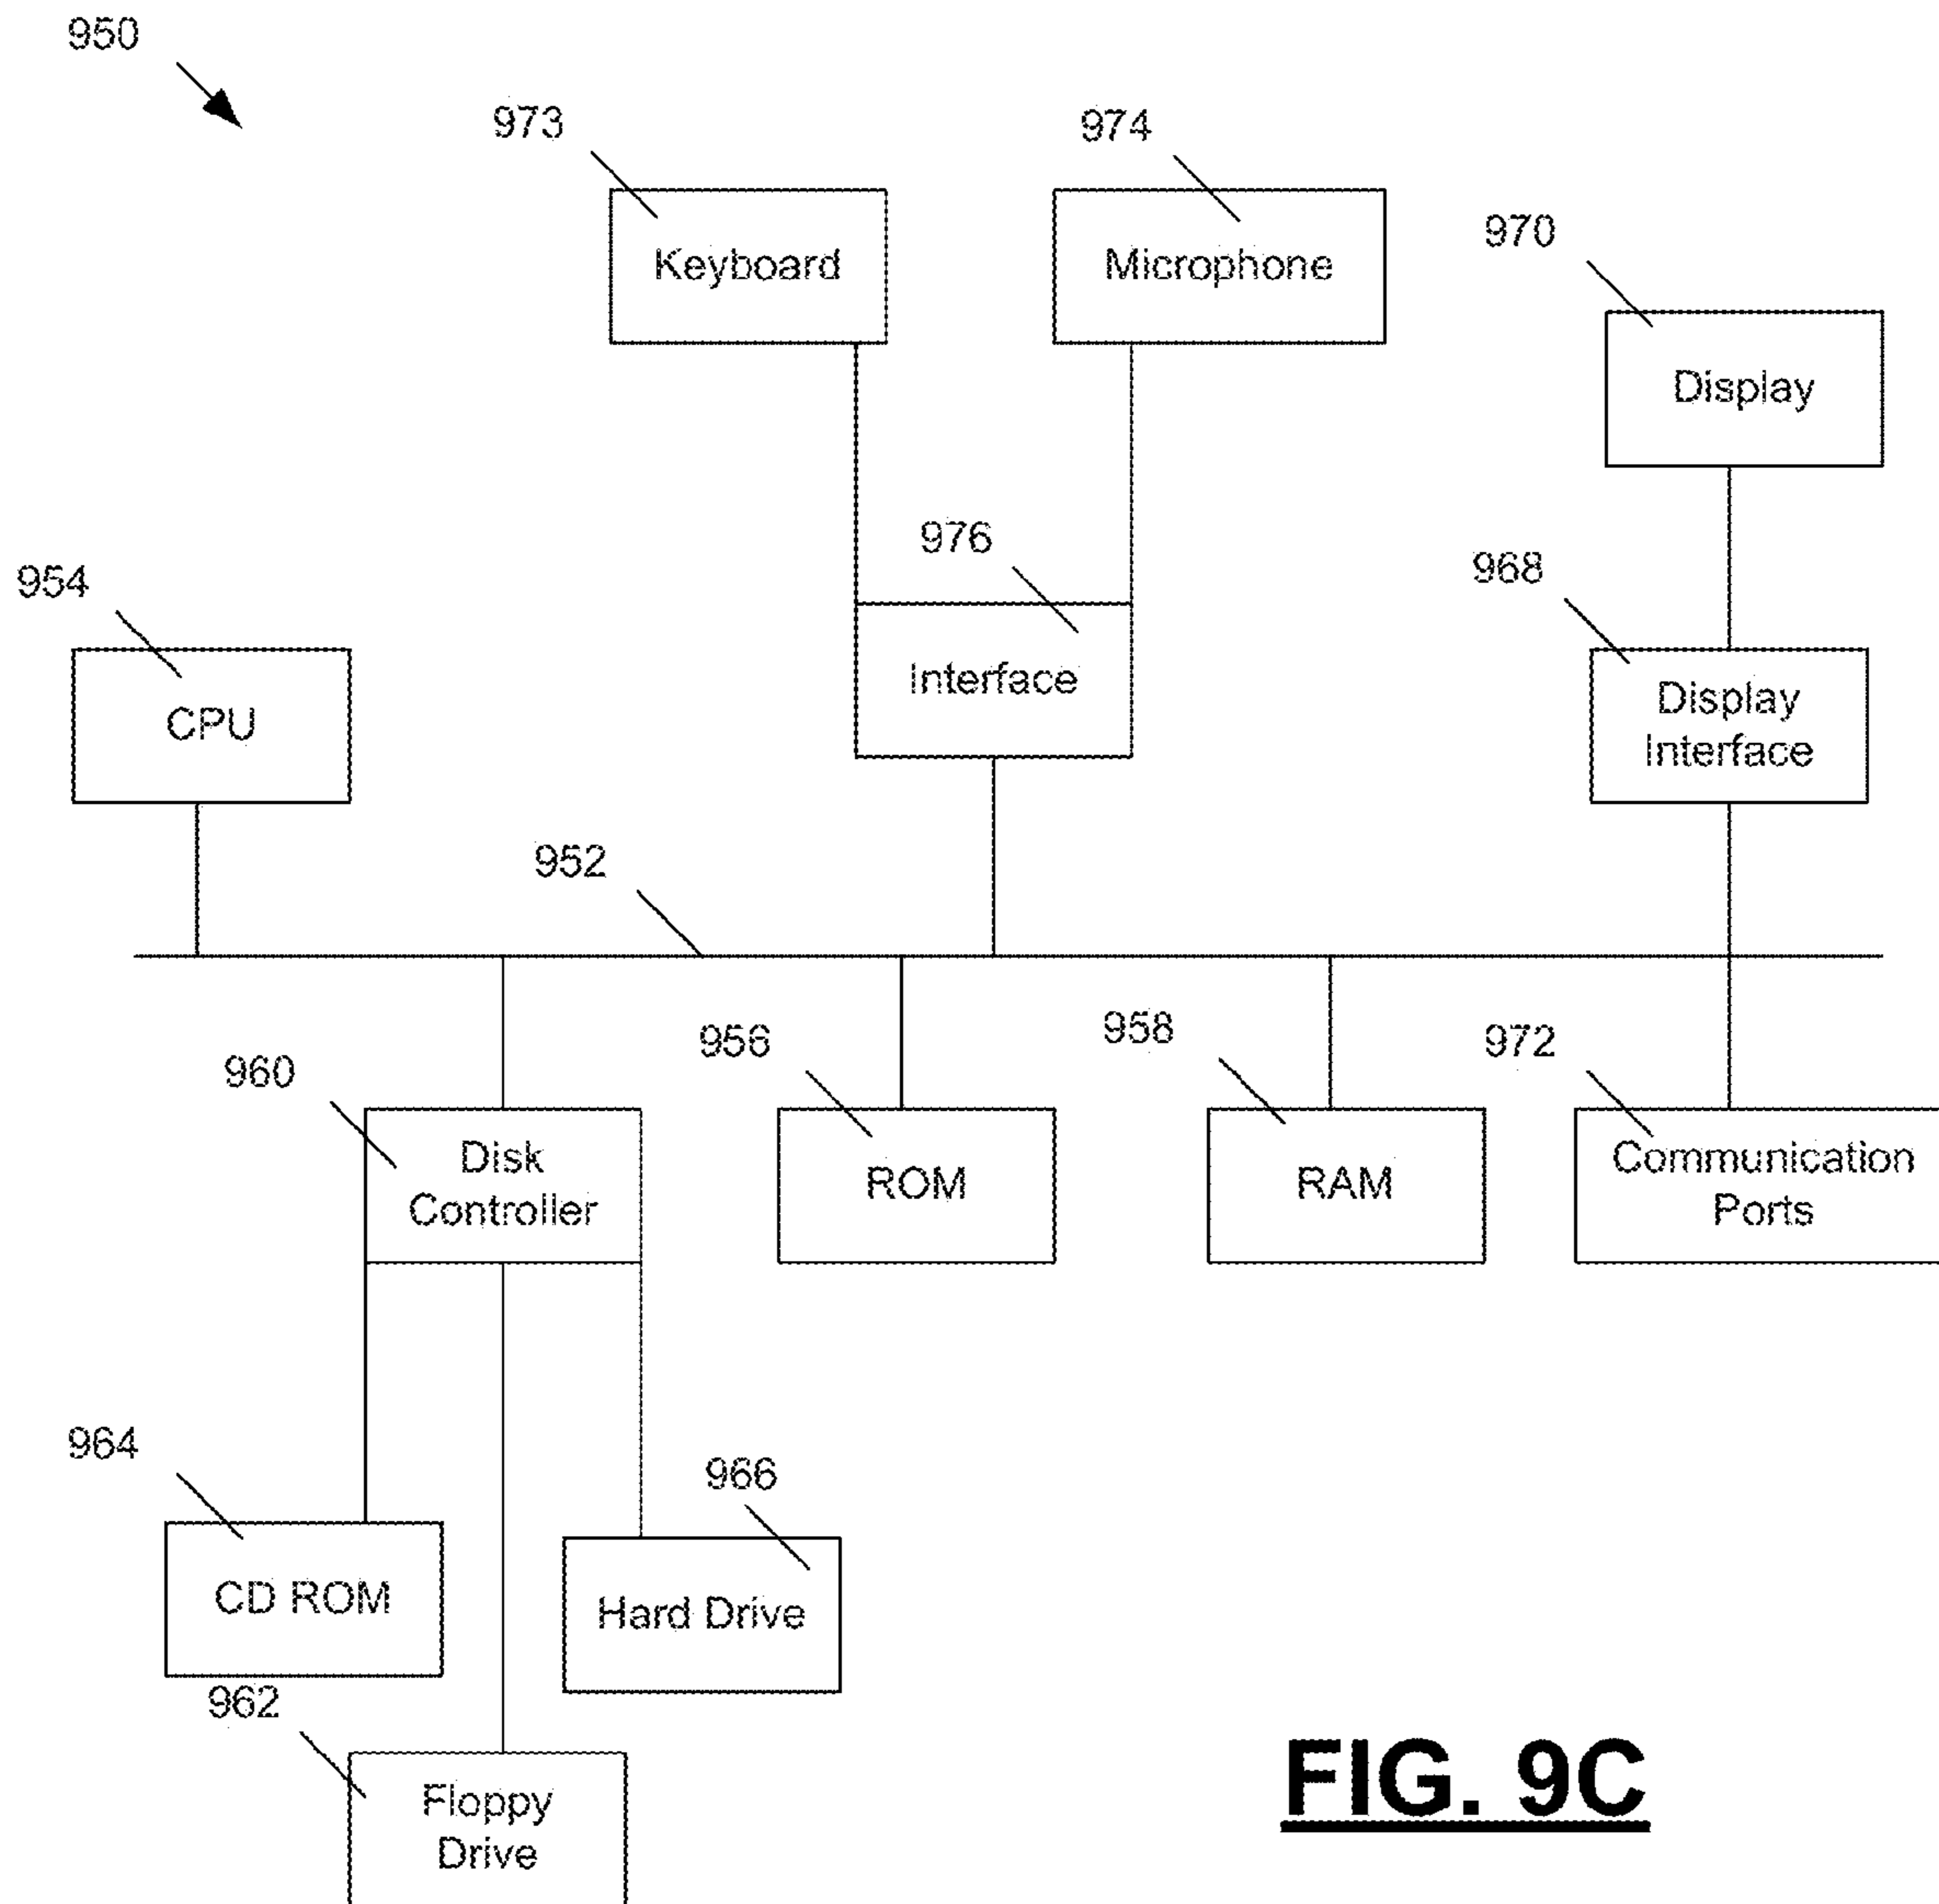 950
973
974
Keyboard
Microphone
970
Display
976
968
954
Interface
Display
Interface
CPU
952
960
956
958
972
Disk
Controller
ROM
RAM
Communication
Ports
964
966
CD ROM
Hard Drive
962
Floppy
Drive
FIG. 9C